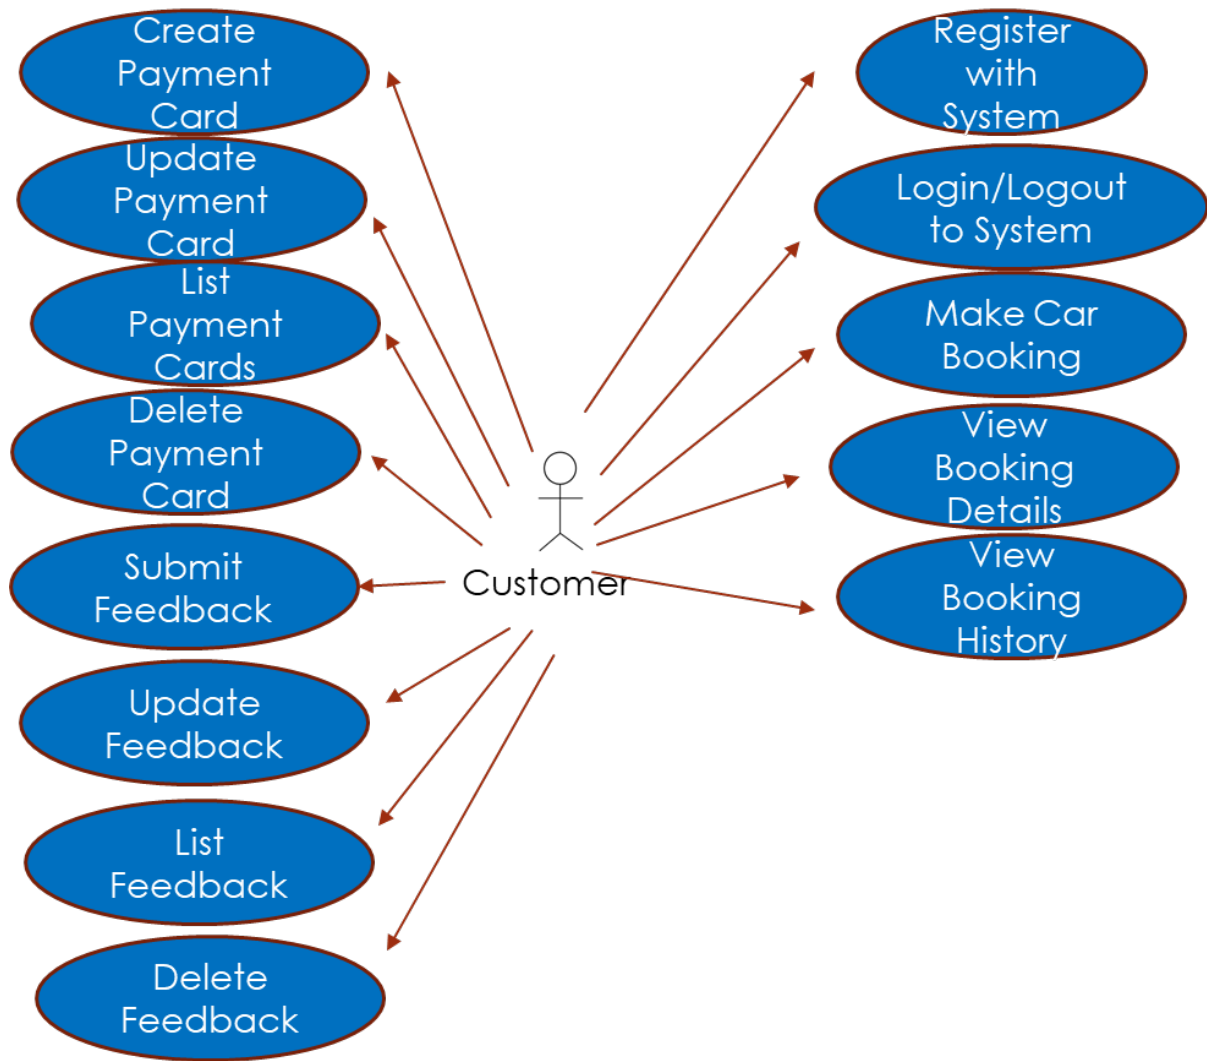 Create
Payment
Card
Update
Payment
Card
List
Payment
Cards
Delete
Payment
Card
Submit
Feedback
Update
Feedback
List
Feedback
Delete
Feedback
Customer
Register
with
System
Login/Logout
to System
Make Car
Booking
View
Booking
Details
View
Booking
History